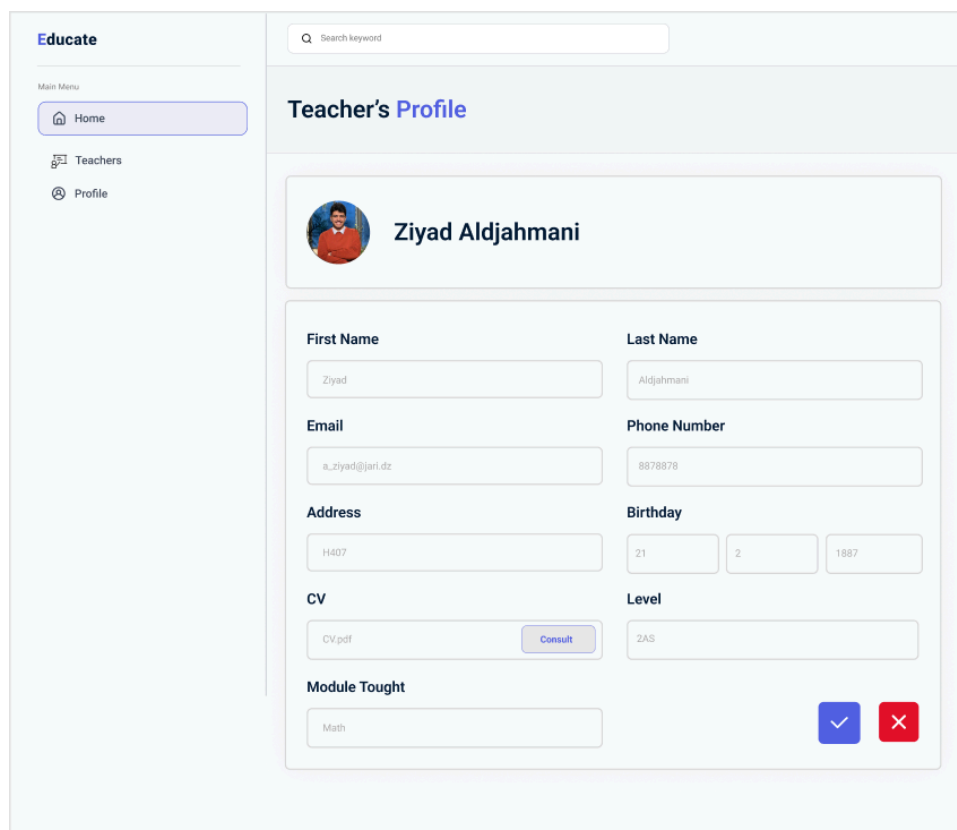 Educate
Search keyword
Main Menu
Home
Teachers
Profile
Teacher's Profile
Ziyad Aldjahmani
First Name
Last Name
Ziyad
Aldjahmani
Email
Phone Number
a_ziyad@jari.dz
8878878
Address
Birthday
H407
21
2
1887
CV
Level
CV.pdf
Consult
2AS
Module Tought
Math